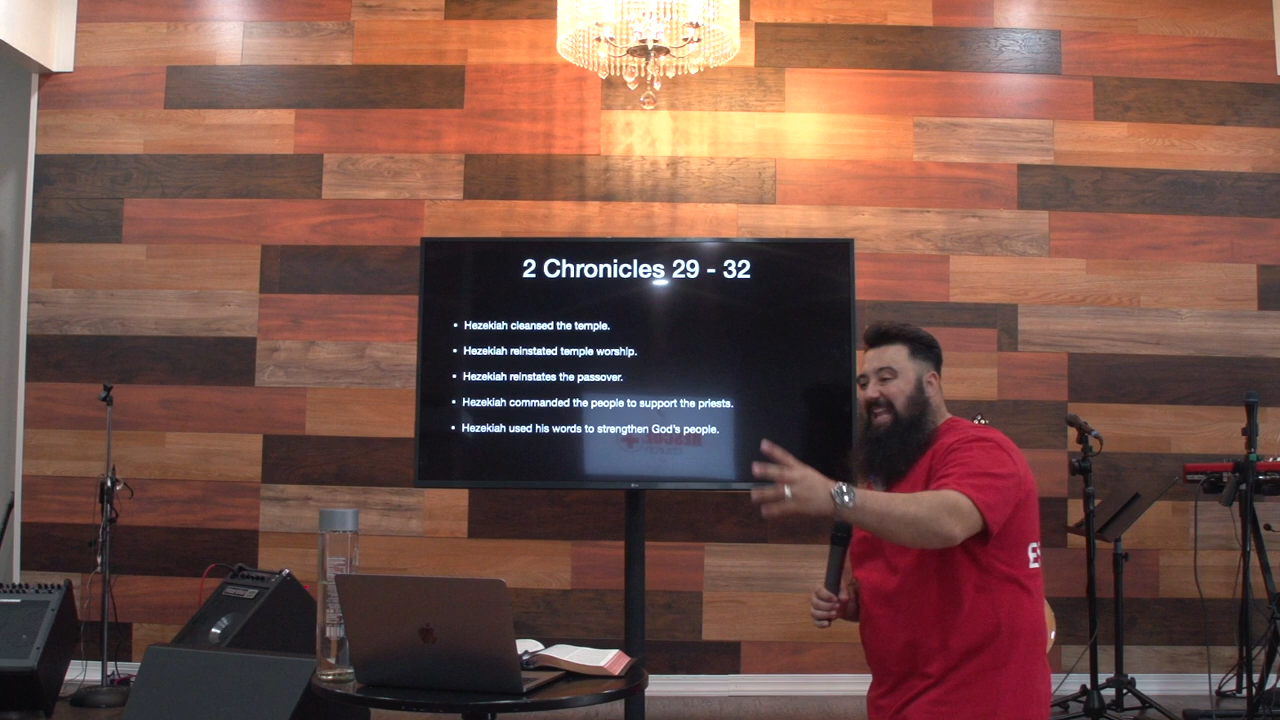 2 Chronicles 29 - 32
• Hezekiah cleansed the temple.
• Hezekiah reinstated temple worship.
• Hezekiah reinstates the passover.
• Hezekiah commanded the people to support the priests.
• Hezekiah used his words to strengthen God's people.